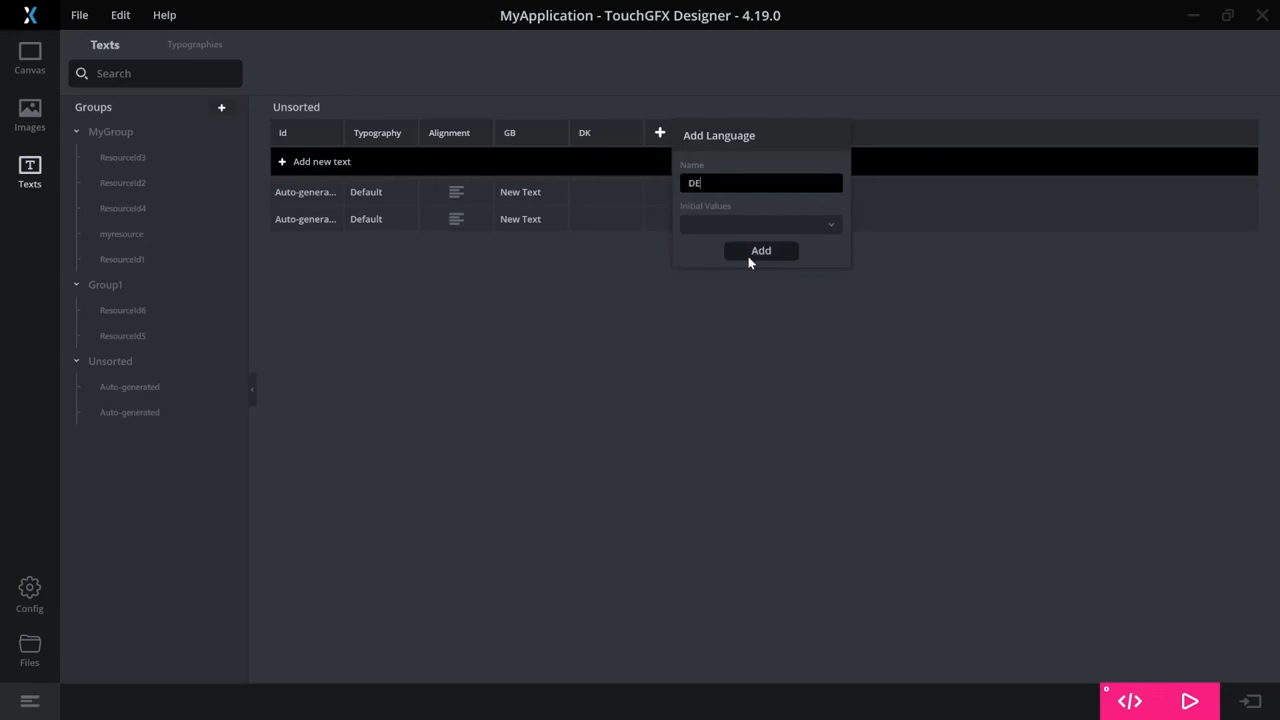 File Edit Help
MyApplication - TouchGFX Designer - 4.19.0
Canvas
Images
Texts
Config
Files
Texts Typographies
Search
Groups +
MyGroup
ResourceId3
ResourceId2
ResourceId4
myresource
ResourceId1
Group1
ResourceId6
ResourceId5
Unsorted
Auto-generated
Auto-generated
Unsorted
Id Typography Alignment GB DK +
+ Add new text
Auto-genera... Default New Text
Auto-genera... Default New Text
Add Language
Name
DE
Initial Values
Add